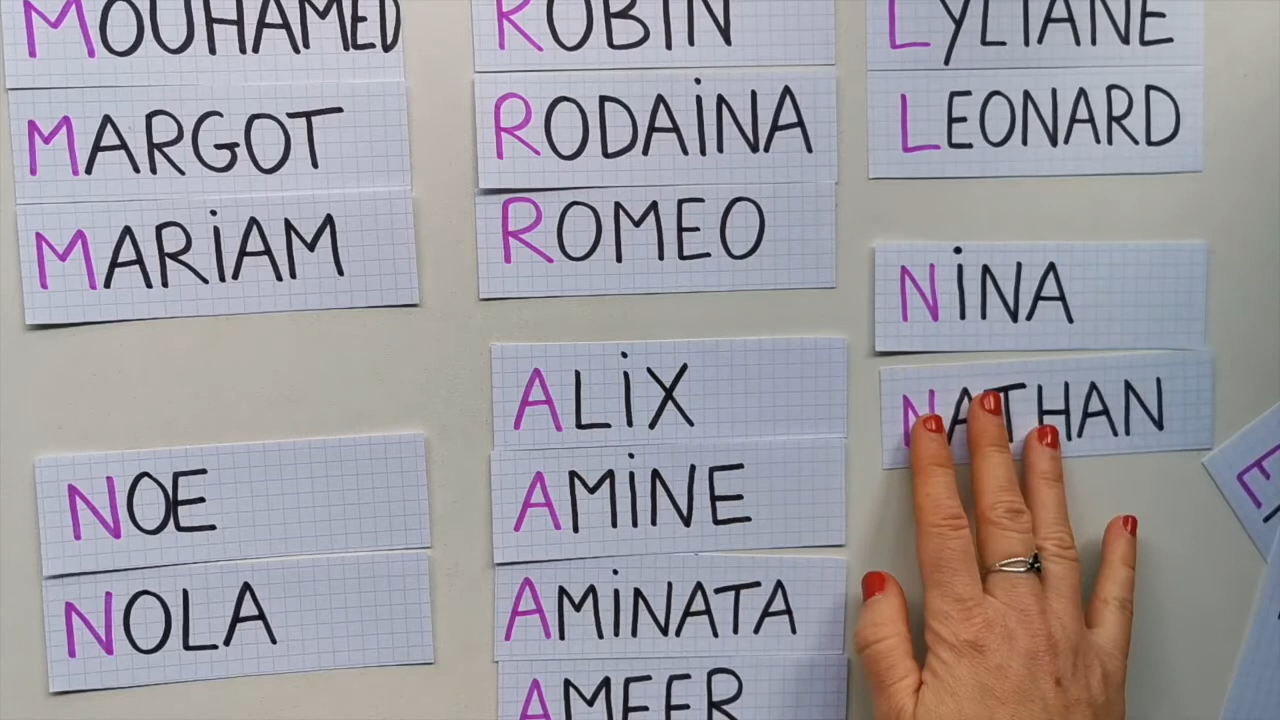 MOUHAMED
MARGOT
MARiAM
NOE
NOLA
ROBIN
RODAiNA
ROMEO
ALiX
AMiNE
AMiNATA
AMEER
LYLIANE
LEONARD
NiNA
NATHAN